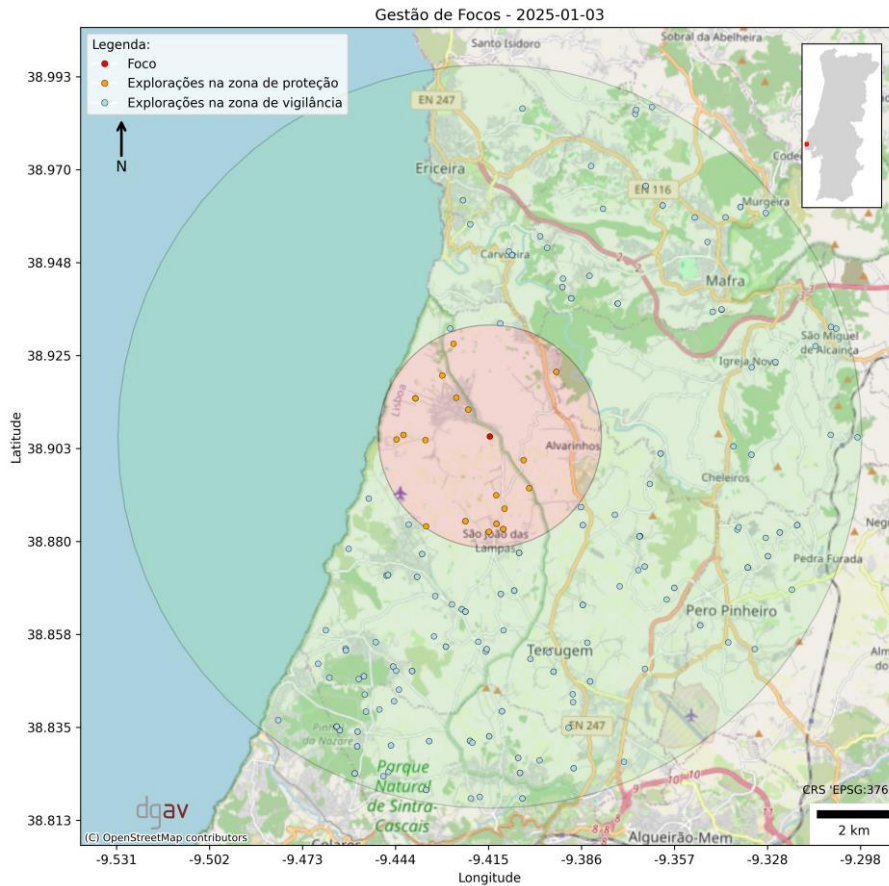 Gestão de Focos - 2025-01-03
Legenda:
Foco
Explorações na zona de proteção
Explorações na zona de vigilância
N
Santo Isidoro
Sobral da Abelheira
EN 247
Ericeira
EN 116
Murgeira
Carvoeira
2
2
Mafra
São Miguel
de Alcainça
Igreja Nova
Lisboa
Alvarinhos
Cheleiros
São João das
Lampas
Pedra Furada
Pero Pinheiro
Terrugem
EN 247
Parque
Natural
de Sintra-
Cascais
Algueirão-Mem
dgav
(C) OpenStreetMap contributors
CRS 'EPSG:376
2 km
Latitude
38.993
38.970
38.948
38.925
38.903
38.880
38.858
38.835
38.813
-9.531
-9.502
-9.473
-9.444
-9.415
-9.386
-9.357
-9.328
-9.298
Longitude